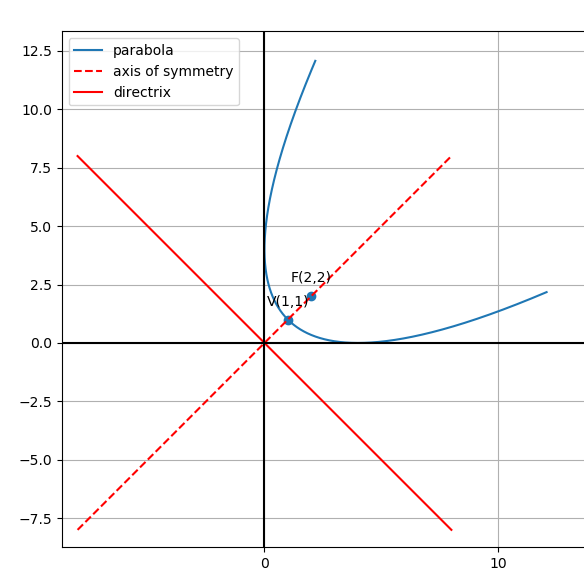 parabola
axis of symmetry
directrix
12.5
10.0
7.5
5.0
2.5
0.0
−2.5
−5.0
−7.5
F(2,2)
V(1,1)
0
10